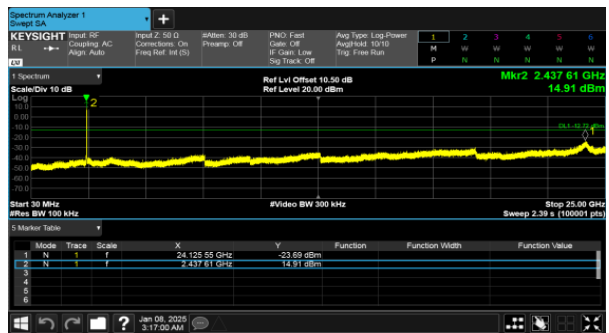 Spectrum Analyzer 1
Swept SA
+
KEYSIGHT Input: RF Input Z: 50 Ω #Atten: 30 dB PNO: Fast Avg Type: Log-Power 1 2 3 4 5 6
RL Coupling: AC Corrections: On Preamp: Off Gate: Off Avg|Hold: 10/10 M W W W W W
Align: Auto Freq Ref: Int (S) IF Gain: Low Trig: Free Run P N N N N N
Sig Track: Off
1 Spectrum Ref Lvl Offset 10.50 dB Mkr2 2.437 61 GHz
Scale/Div 10 dB Ref Level 20.00 dBm 14.91 dBm
Log
10.0
0.00
-10.0
-20.0
-30.0
-40.0
-50.0
-60.0
-70.0
2
DL1 -12.72 dBm
1
Start 30 MHz #Video BW 300 kHz Stop 25.00 GHz
#Res BW 100 kHz Sweep 2.39 s (100001 pts)
5 Marker Table
Mode Trace Scale X Y Function Function Width Function Value
1 N 1 f 24.125 55 GHz -23.69 dBm
2 N 1 f 2.437 61 GHz 14.91 dBm
3
4
5
6
? Jan 08, 2025
3:17:00 AM